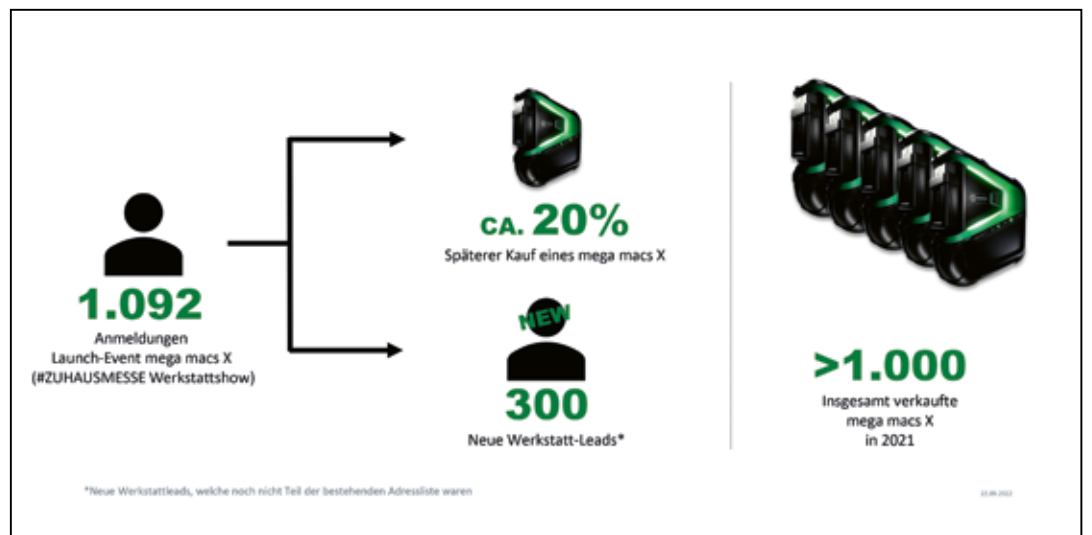 1.092
Anmeldungen
Launch-Event mega macs X
(#ZUHAUSMESSE Werkstattshow)
CA. 20%
Späterer Kauf eines mega macs X
NEW
300
Neue Werkstatt-Leads*
>1.000
Insgesamt verkaufte
mega macs X
in 2021
*Neue Werkstattleads, welche noch nicht Teil der bestehenden Adressliste waren